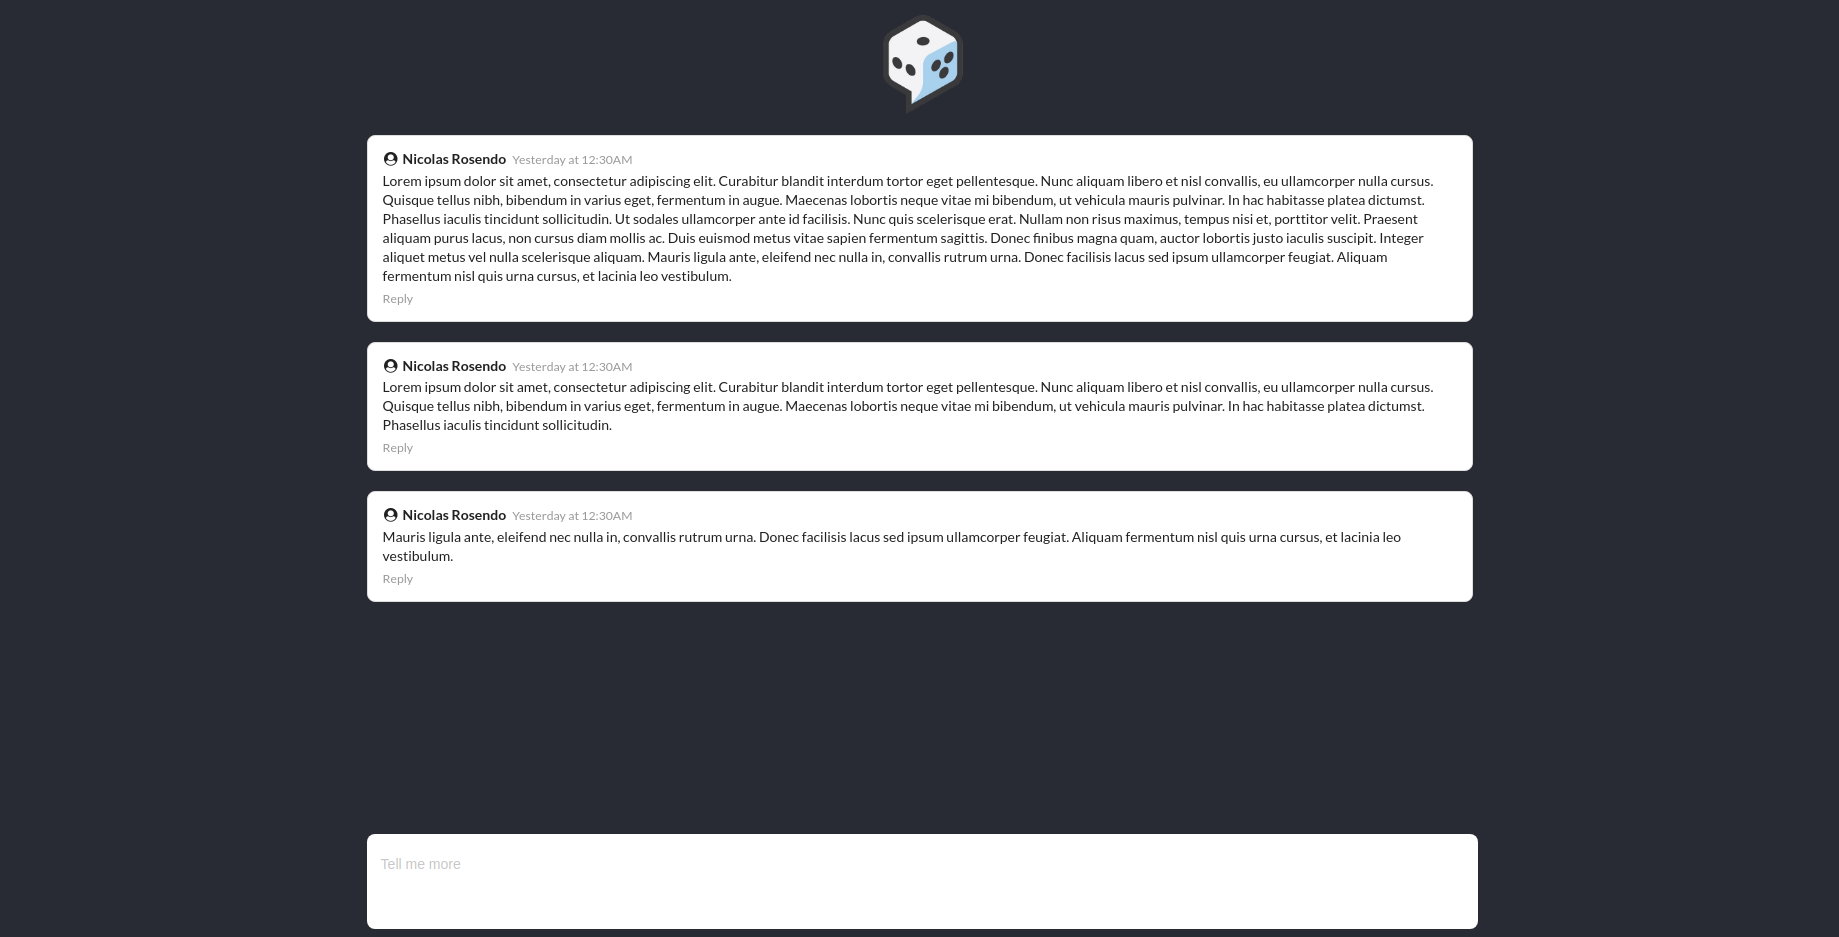 Nicolas Rosendo Yesterday at 12:30AM
Lorem ipsum dolor sit amet, consectetur adipiscing elit. Curabitur blandit interdum tortor eget pellentesque. Nunc aliquam libero et nisl convallis, eu ullamcorper nulla cursus.
Quisque tellus nibh, bibendum in varius eget, fermentum in augue. Maecenas lobortis neque vitae mi bibendum, ut vehicula mauris pulvinar. In hac habitasse platea dictumst.
Phasellus iaculis tincidunt sollicitudin. Ut sodales ullamcorper ante id facilisis. Nunc quis scelerisque erat. Nullam non risus maximus, tempus nisi et, porttitor velit. Praesent
aliquam purus lacus, non cursus diam mollis ac. Duis euismod metus vitae sapien fermentum sagittis. Donec finibus magna quam, auctor lobortis justo iaculis suscipit. Integer
aliquet metus vel nulla scelerisque aliquam. Mauris ligula ante, eleifend nec nulla in, convallis rutrum urna. Donec facilisis lacus sed ipsum ullamcorper feugiat. Aliquam
fermentum nisl quis urna cursus, et lacinia leo vestibulum.
Reply
Nicolas Rosendo Yesterday at 12:30AM
Lorem ipsum dolor sit amet, consectetur adipiscing elit. Curabitur blandit interdum tortor eget pellentesque. Nunc aliquam libero et nisl convallis, eu ullamcorper nulla cursus.
Quisque tellus nibh, bibendum in varius eget, fermentum in augue. Maecenas lobortis neque vitae mi bibendum, ut vehicula mauris pulvinar. In hac habitasse platea dictumst.
Phasellus iaculis tincidunt sollicitudin.
Reply
Nicolas Rosendo Yesterday at 12:30AM
Mauris ligula ante, eleifend nec nulla in, convallis rutrum urna. Donec facilisis lacus sed ipsum ullamcorper feugiat. Aliquam fermentum nisl quis urna cursus, et lacinia leo
vestibulum.
Reply
Tell me more